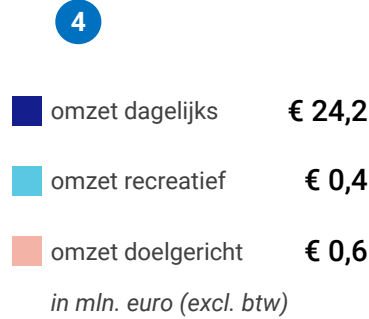 4
omzet dagelijks € 24,2
omzet recreatief € 0,4
omzet doelgericht € 0,6
in mln. euro (excl. btw)